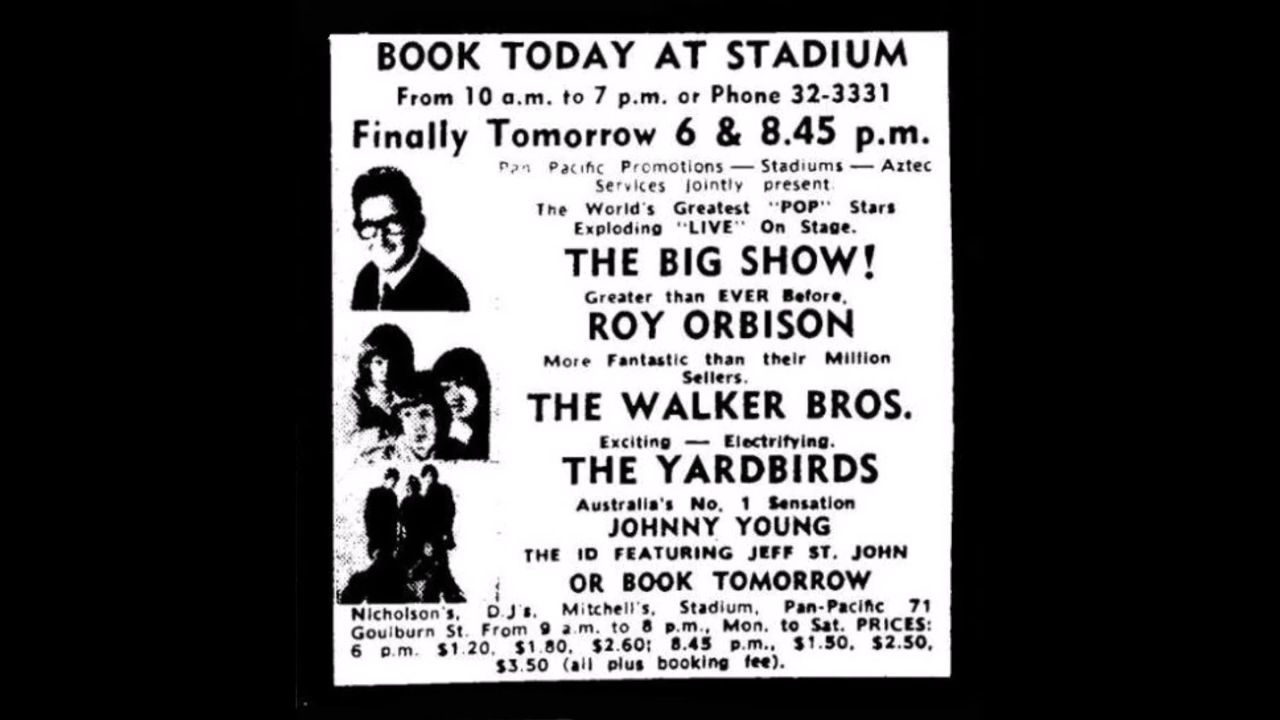 BOOK TODAY AT STADIUM
From 10 a.m. to 7 p.m. or Phone 32-3331
Finally Tomorrow 6 & 8.45 p.m.
Pan Pacific Promotions — Stadiums — Aztec
Services jointly present
The World's Greatest "POP" Stars
Exploding "LIVE" On Stage.
THE BIG SHOW!
Greater than EVER Before,
ROY ORBISON
More Fantastic than their Million
Sellers.
THE WALKER BROS.
Exciting — Electrifying.
THE YARDBIRDS
Australia's No. 1 Sensation
JOHNNY YOUNG
THE ID FEATURING JEFF ST. JOHN
OR BOOK TOMORROW
Nicholson's, D.J's, Mitchell's, Stadium, Pan-Pacific 71
Goulburn St. From 9 a.m. to 8 p.m., Mon. to Sat. PRICES:
6 p.m. $1.20, $1.80, $2.60; 8.45 p.m., $1.50, $2.50,
$3.50 (all plus booking fee).